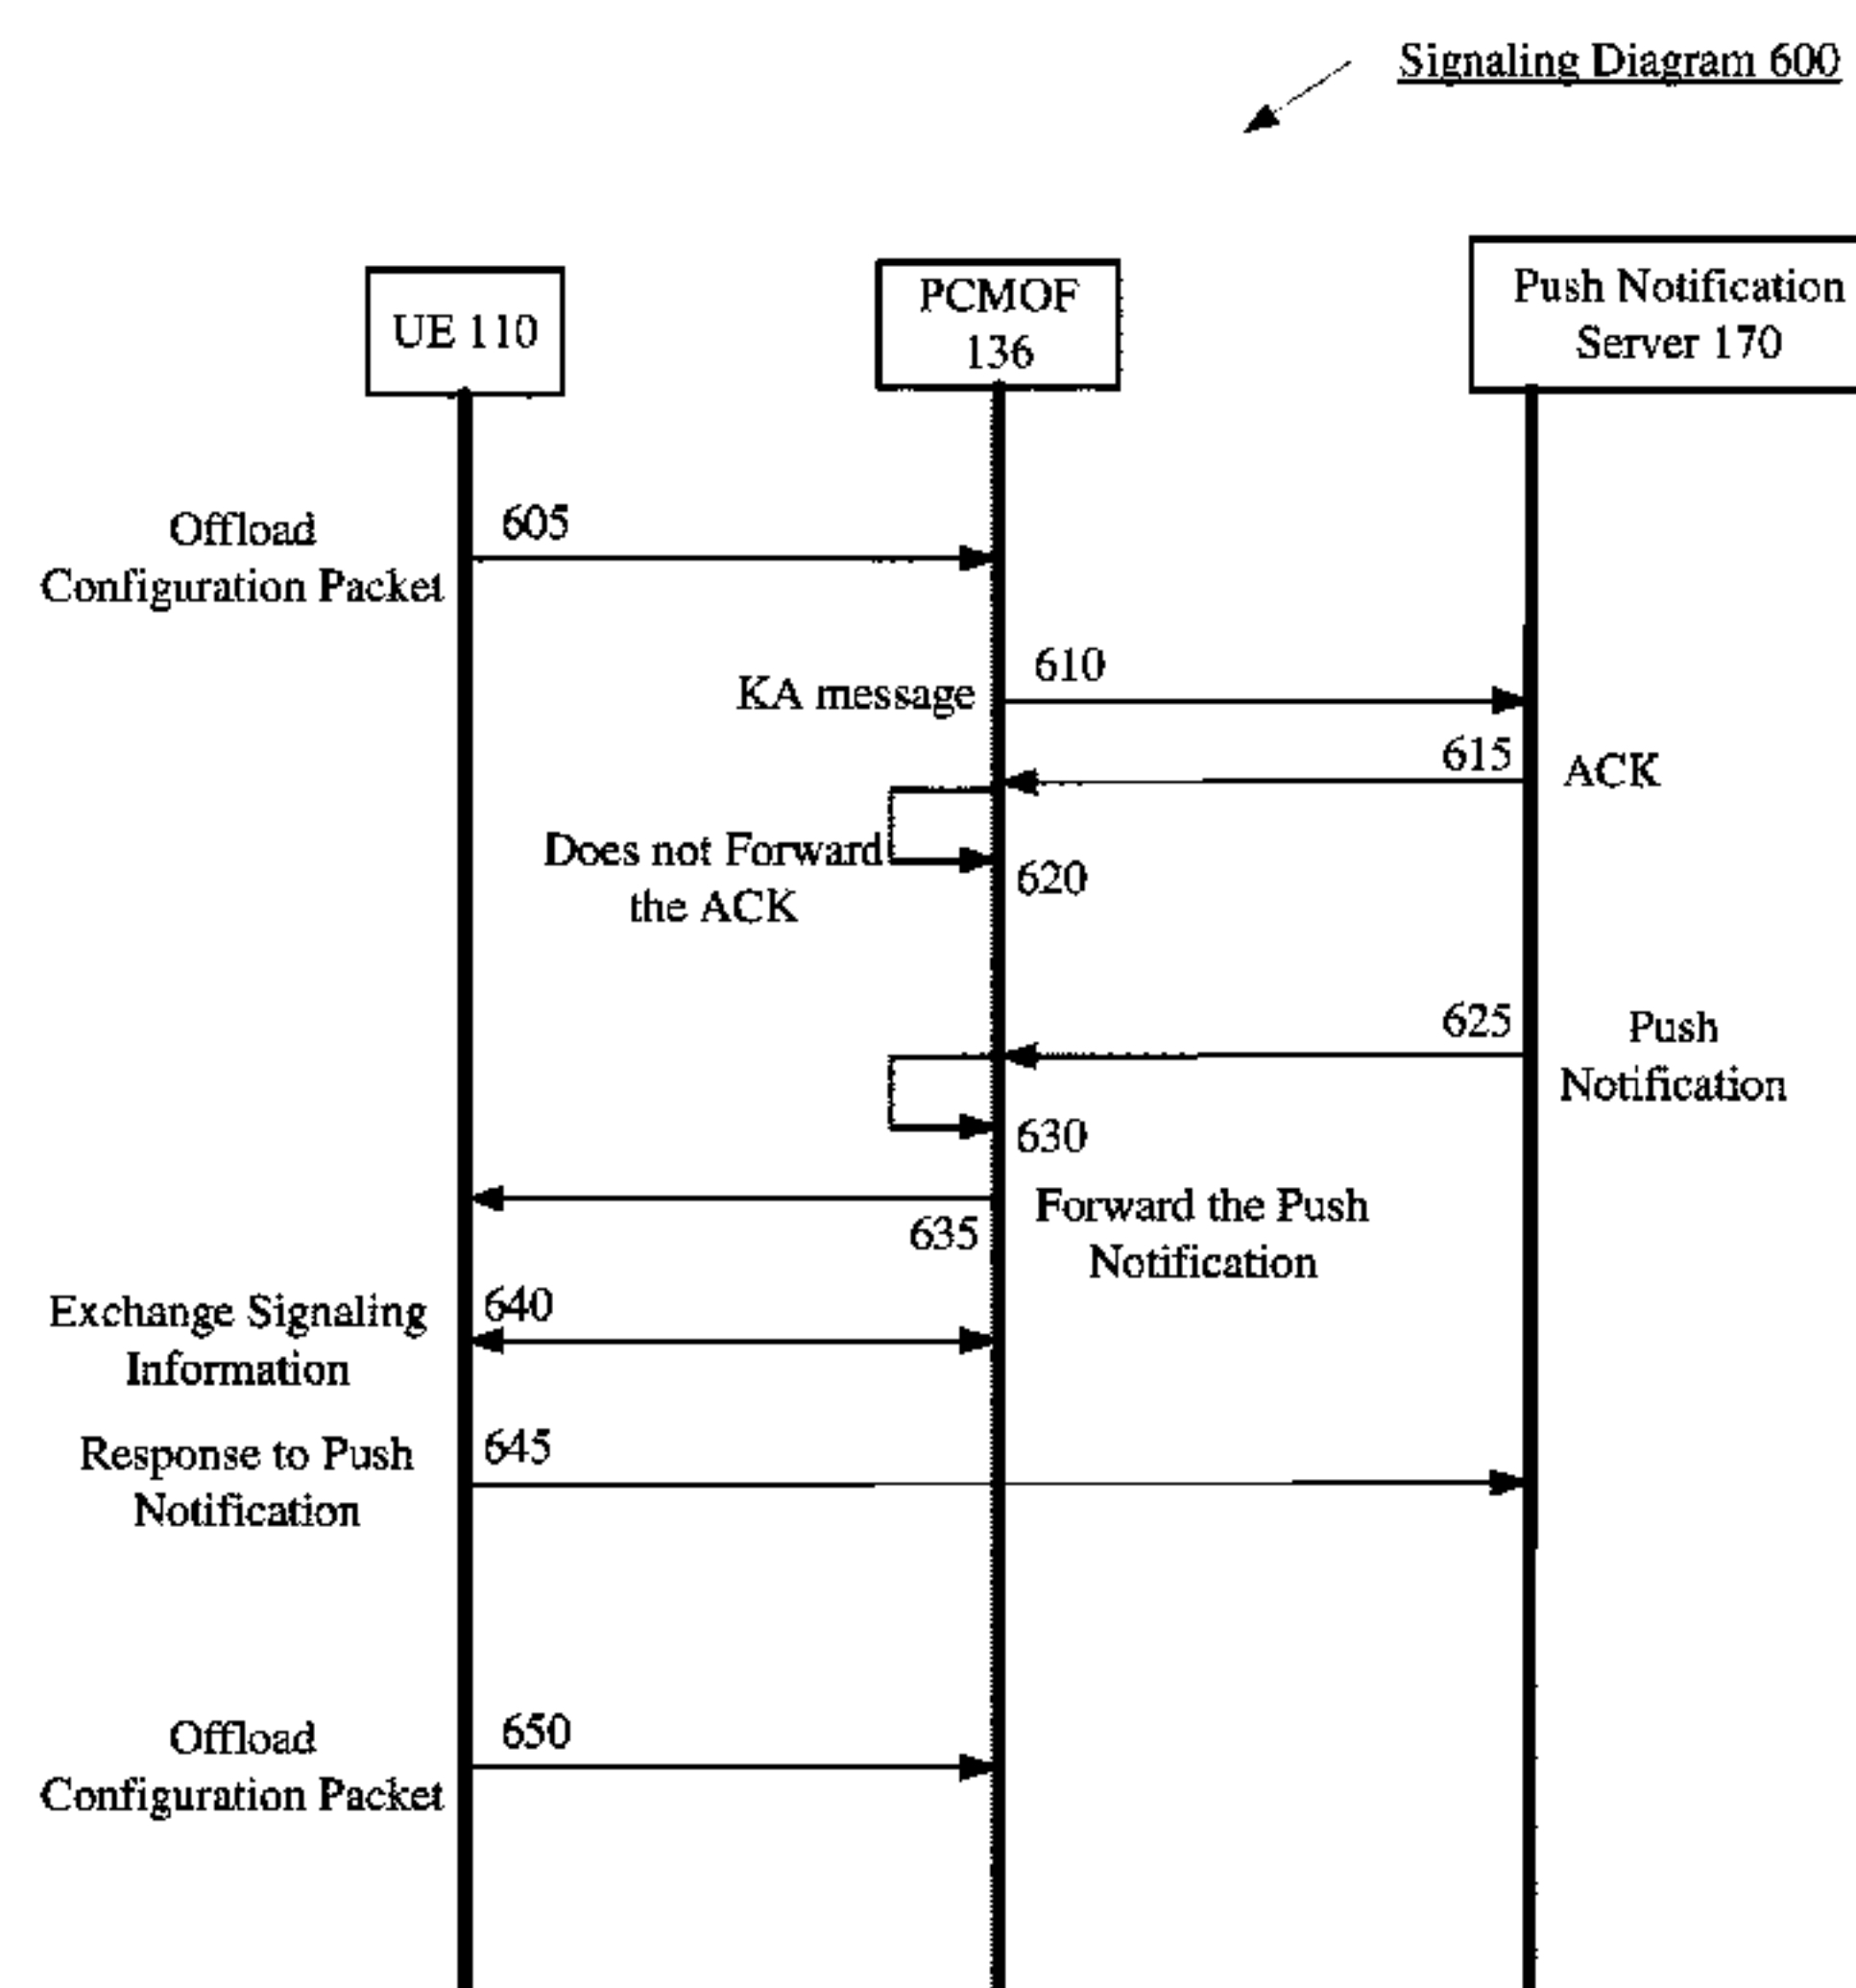 Signaling Diagram 600
UE 110
PCMOF
136
Push Notification
Server 170
Offload
Configuration Packet
605
KA message
610
615
ACK
Does not Forward
the ACK
620
625
Push
Notification
630
635
Forward the Push
Notification
Exchange Signaling
Information
640
Response to Push
Notification
645
Offload
Configuration Packet
650